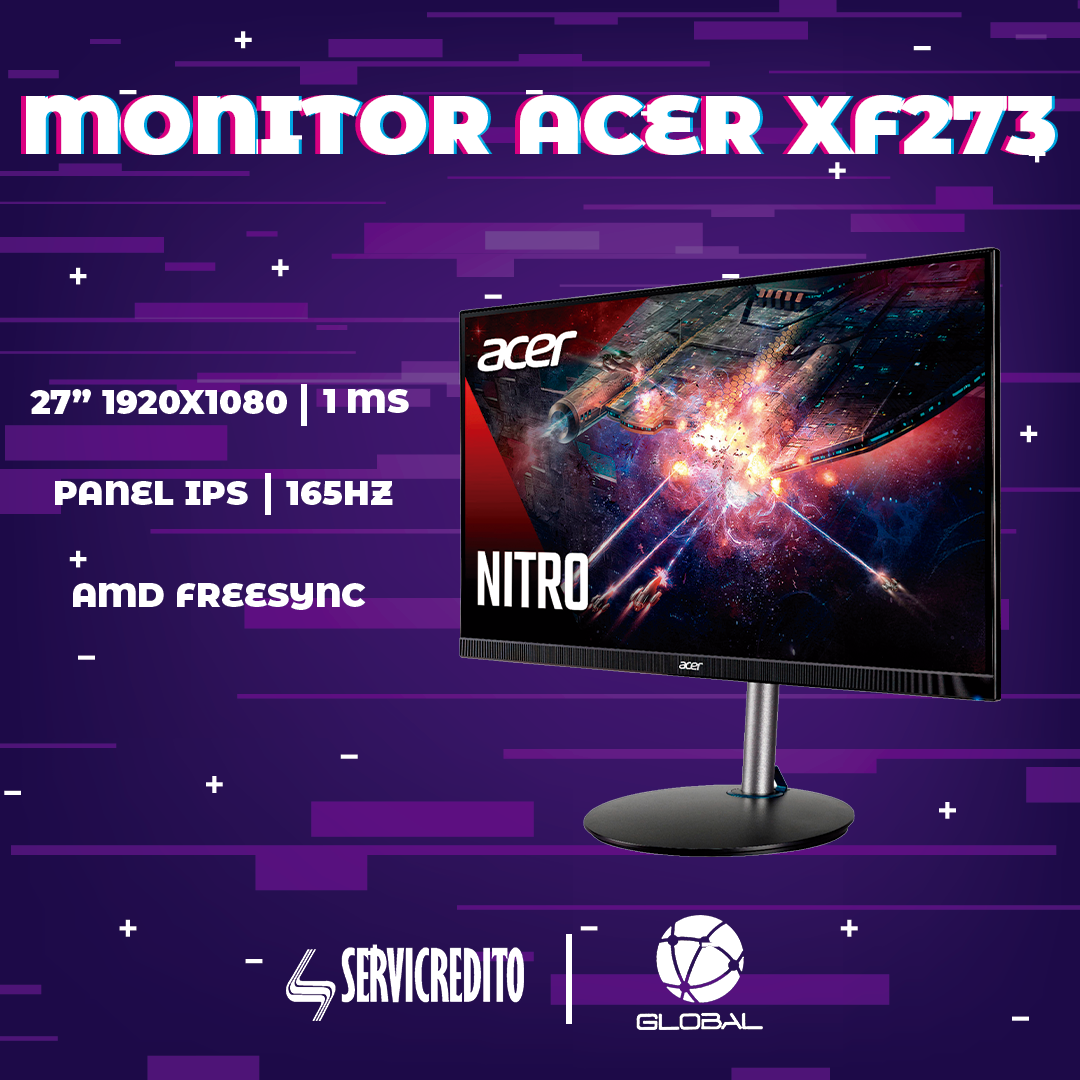 MONITOR ACER XF273
27” 1920X1080 | 1 MS
PANEL IPS | 165HZ
AMD FREESYNC
acer
NITRO
acer
SERVICREDITO
GLOBAL